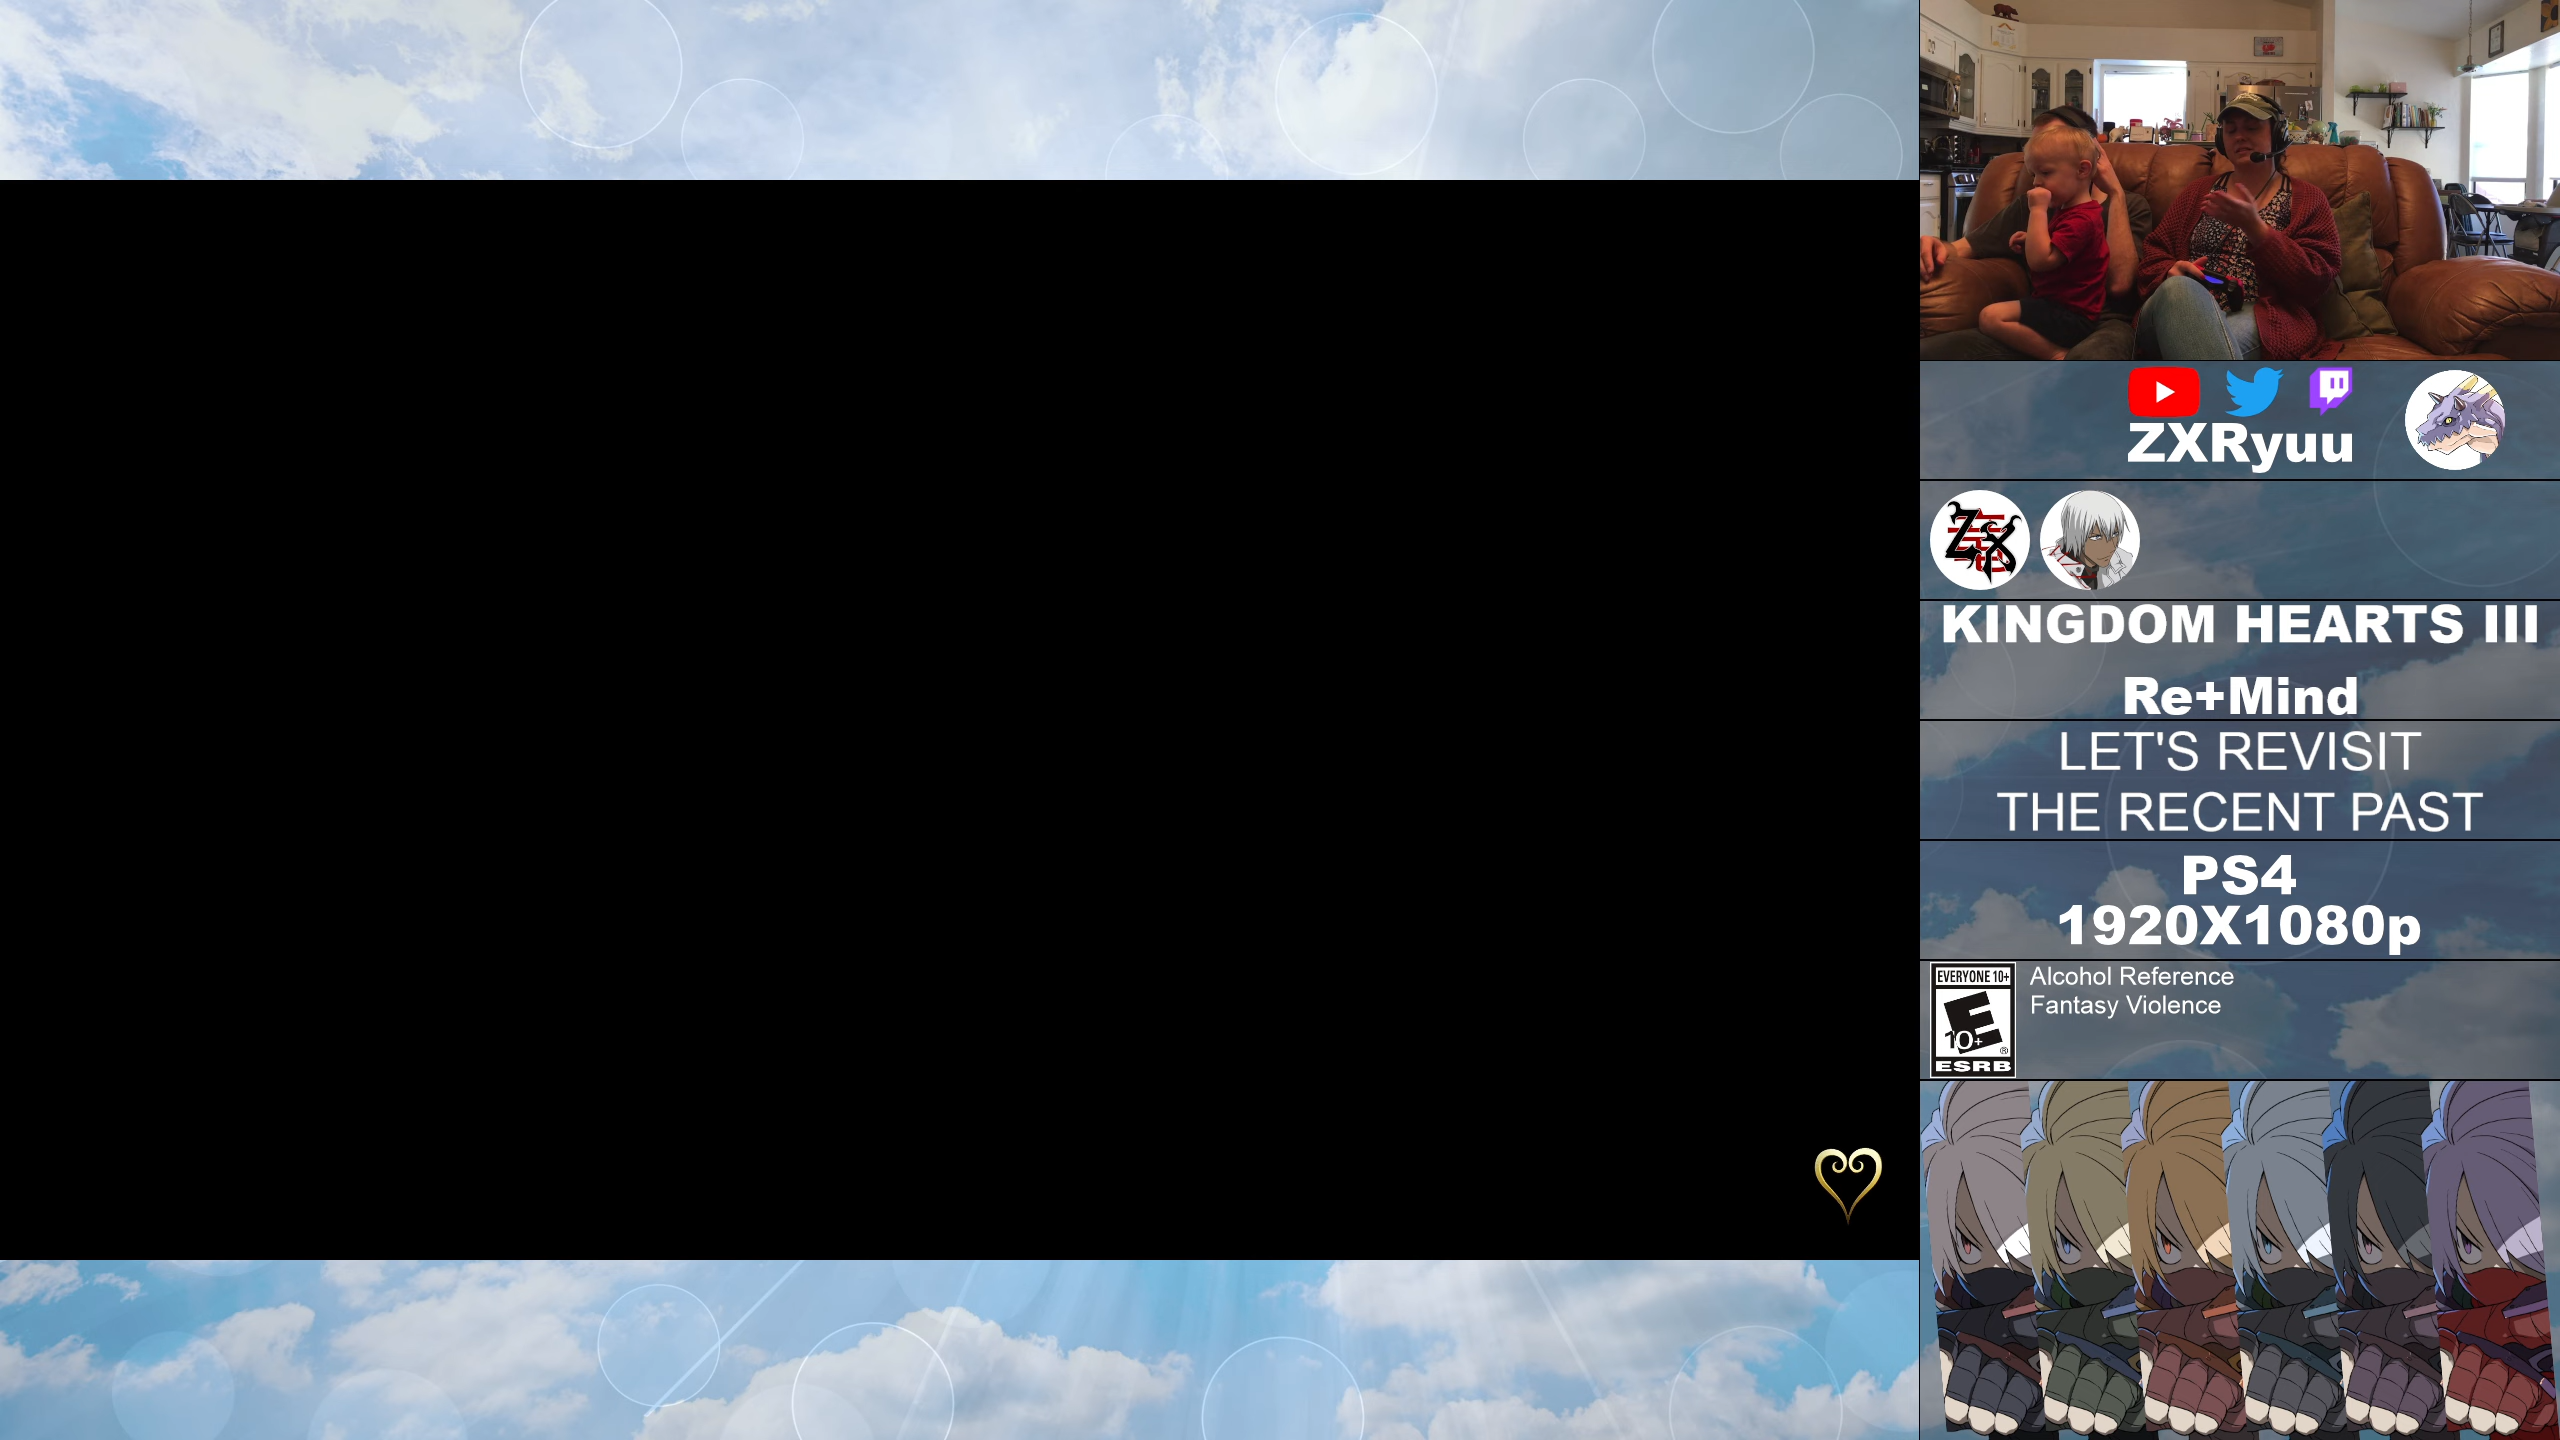 ZXRyuu
ZX
KINGDOM HEARTS III
Re+Mind
LET'S REVISIT
THE RECENT PAST
PS4
1920X1080p
EVERYONE 10+
E
10+
®
ESRB
Alcohol Reference
Fantasy Violence